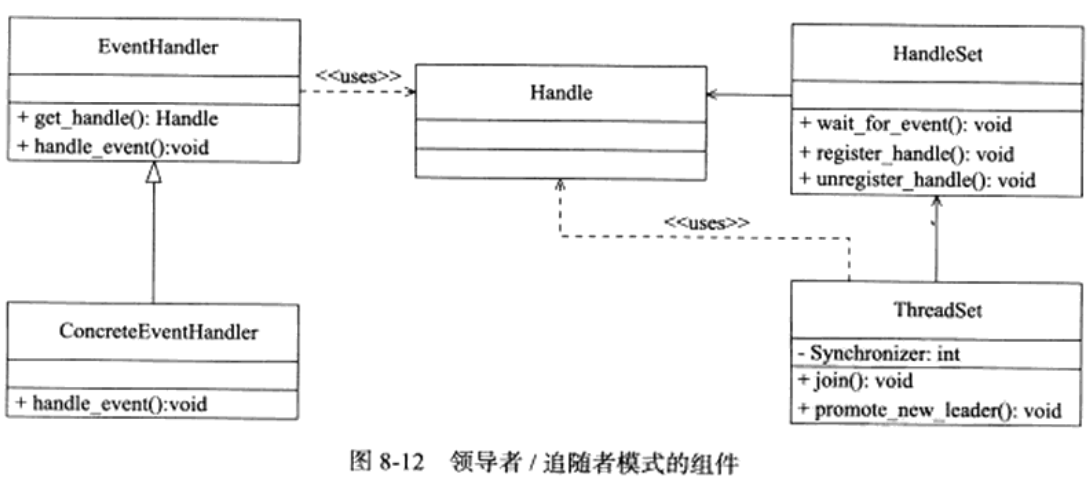 EventHandler
+ get_handle(): Handle
+ handle_event():void
<<uses>>
Handle
HandleSet
+ wait_for_event(): void
+ register_handle(): void
+ unregister_handle(): void
<<uses>>
ConcreteEventHandler
+ handle_event():void
ThreadSet
- Synchronizer: int
+ join(): void
+ promote_new_leader(): void
图 8-12 领导者 / 追随者模式的组件